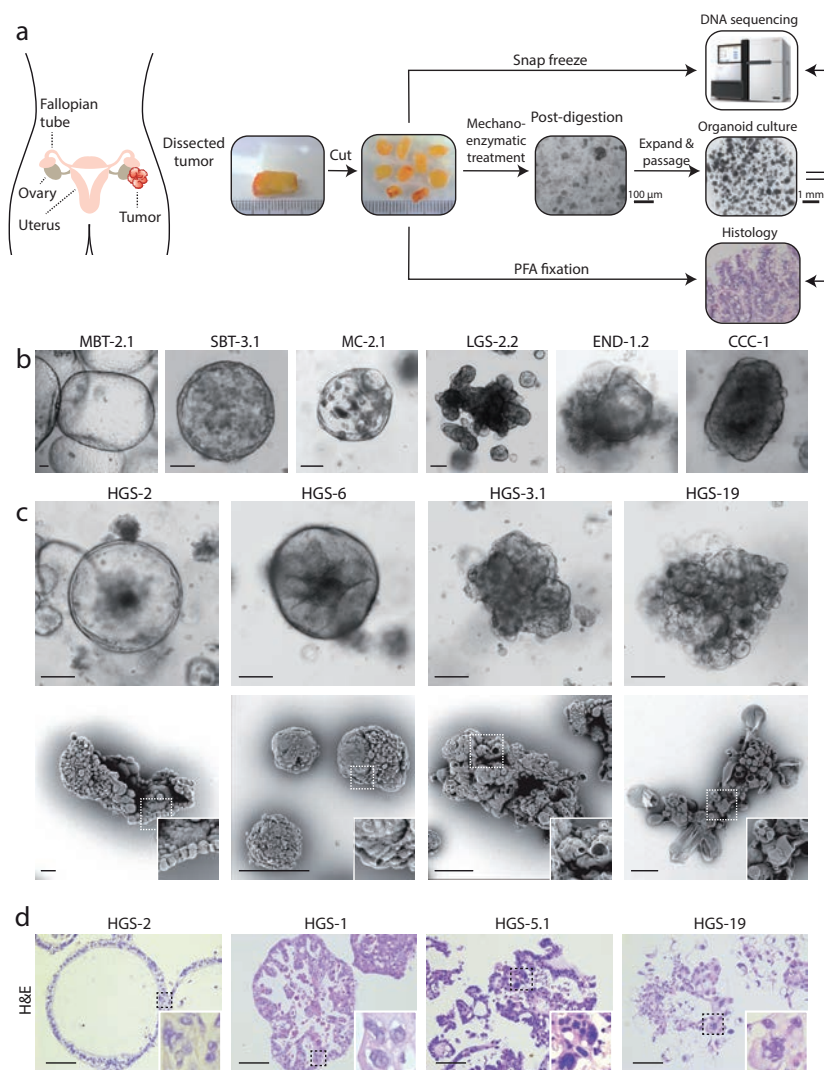 a
DNA sequencing
Snap freeze
Fallopian
tube
Ovary
Uterus
Tumor
Dissected
tumor
Cut
Mechano-
enzymatic
treatment
Post-digestion
100 μm
Expand &
passage
Organoid culture
1 mm
Histology
PFA fixation
b
MBT-2.1
SBT-3.1
MC-2.1
LGS-2.2
END-1.2
CCC-1
c
HGS-2
HGS-6
HGS-3.1
HGS-19
d
HGS-2
HGS-1
HGS-5.1
HGS-19
H&E